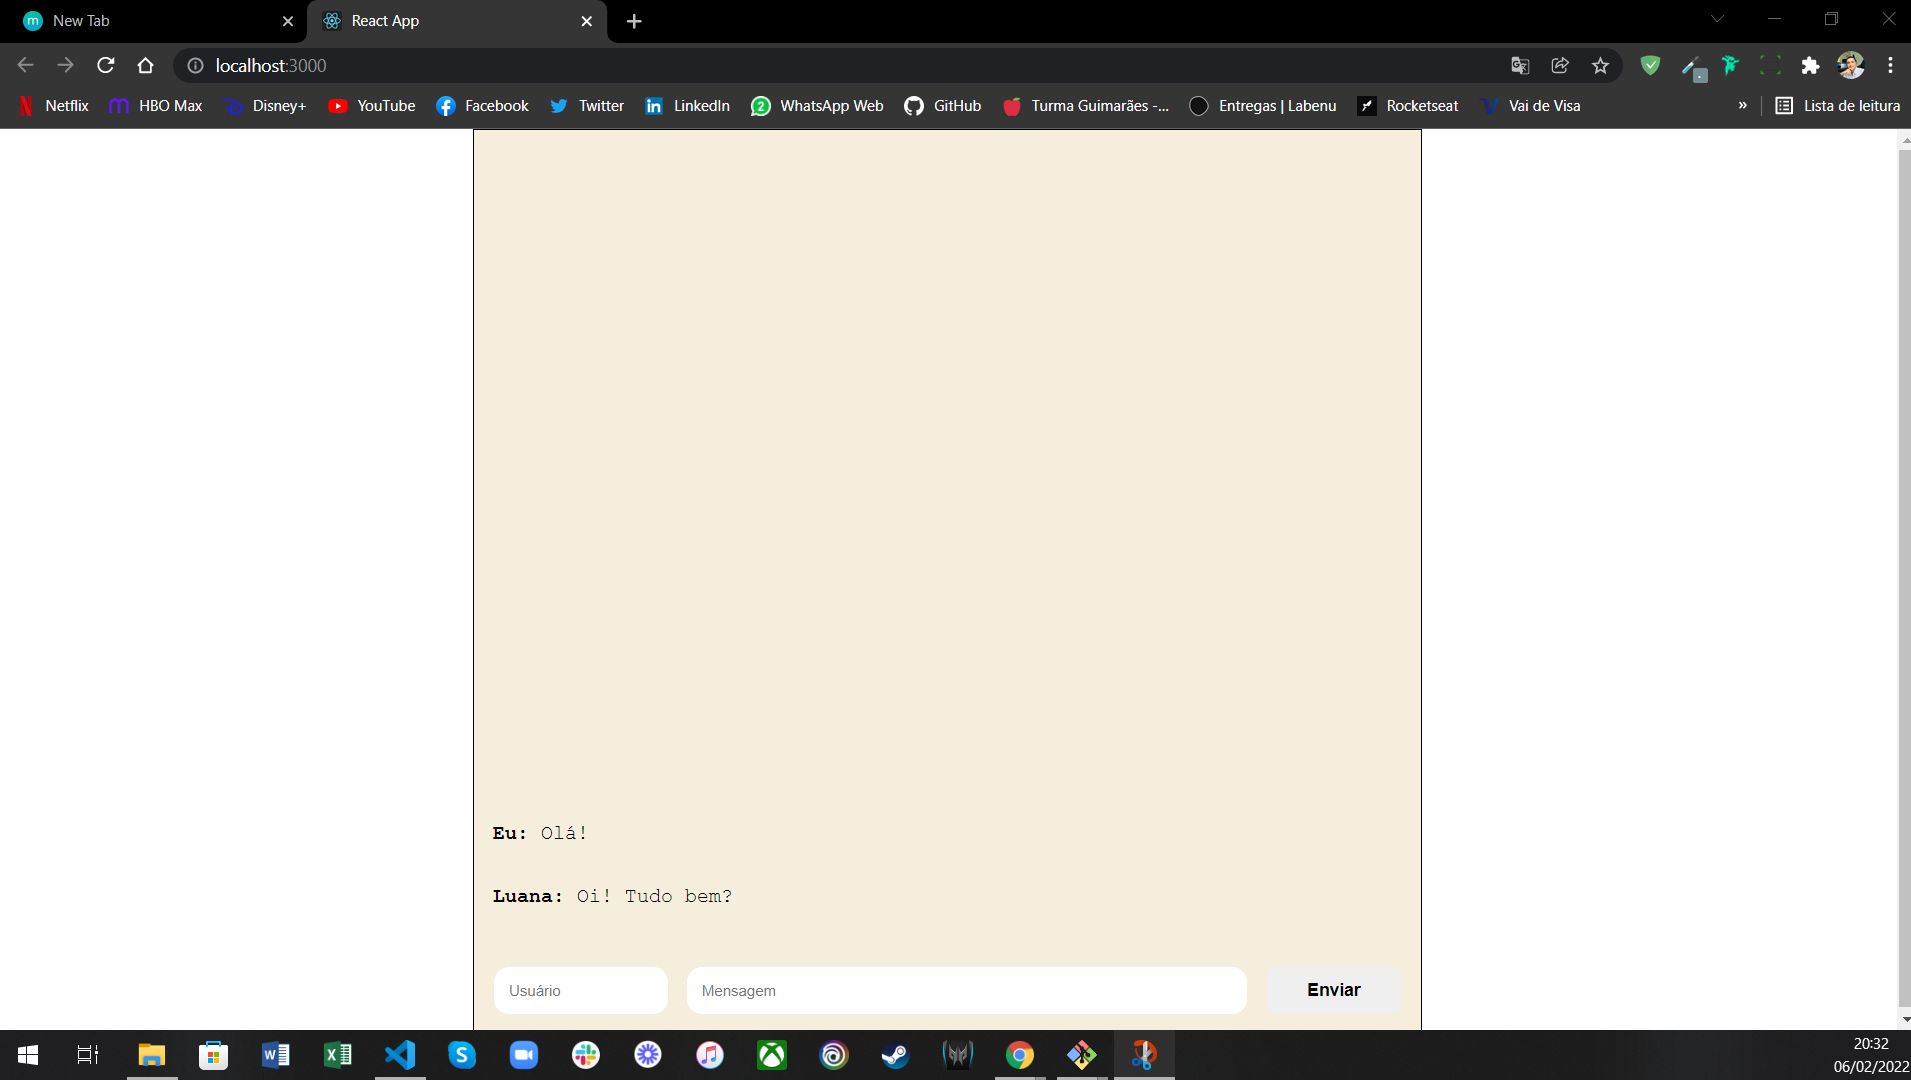 New Tab
React App
localhost:3000
Netflix HBO Max Disney+ YouTube Facebook Twitter LinkedIn WhatsApp Web GitHub Turma Guimarães -... Entregas | Labenu Rocketseat Vai de Visa » Lista de leitura
Eu: Olá!
Luana: Oi! Tudo bem?
Usuário Mensagem Enviar
20:32
06/02/2022